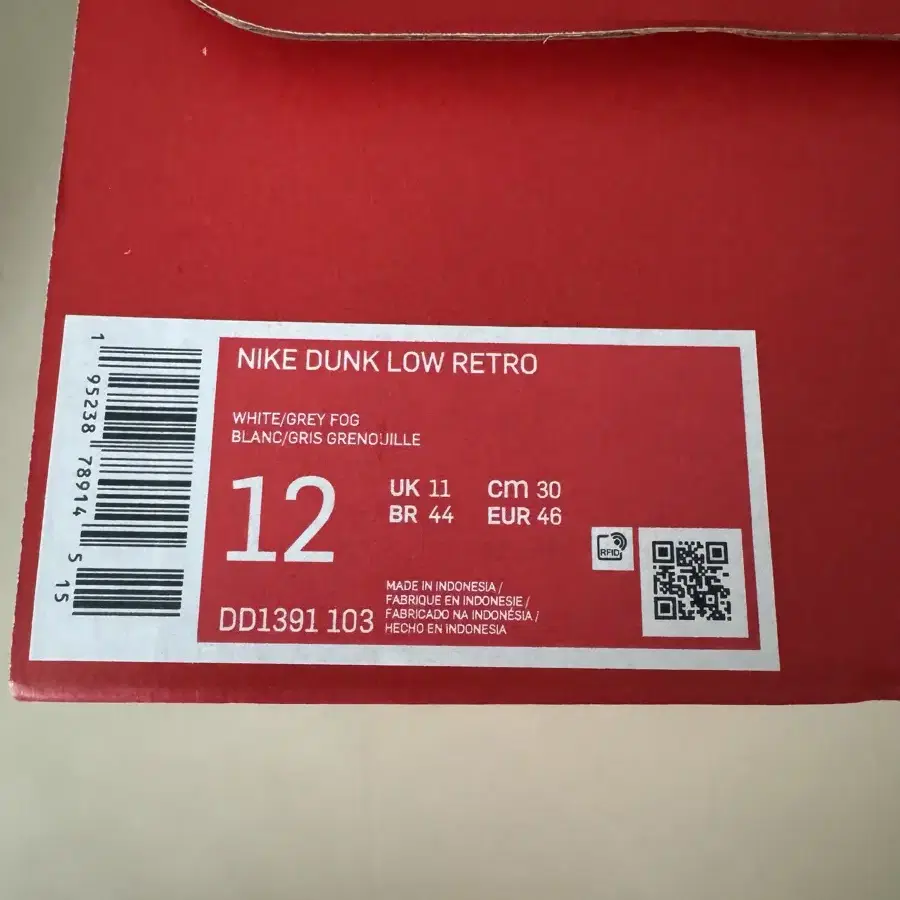 NIKE DUNK LOW RETRO
WHITE/GREY FOG
BLANC/GRIS GRENOUILLE
12
UK 11 cm 30
BR 44 EUR 46
RFID
DD1391 103
MADE IN INDONESIA /
FABRIQUE EN INDONESIE /
FABRICADO NA INDONÉSIA /
HECHO EN INDONESIA
1 95238 78914 5 15